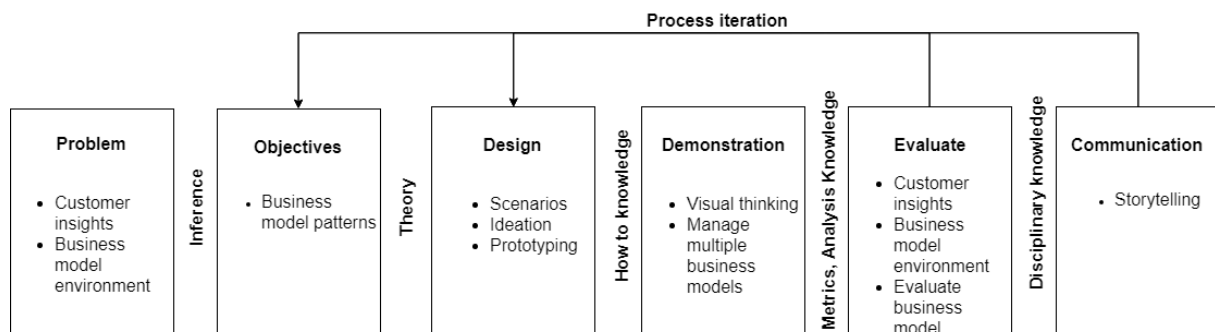 Process iteration
Problem
• Customer
insights
• Business
model
environment
Inference
Objectives
• Business
model patterns
Theory
Design
• Scenarios
• Ideation
• Prototyping
How to knowledge
Demonstration
• Visual thinking
• Manage
multiple
business
models
Metrics, Analysis Knowledge
Evaluate
• Customer
insights
• Business
model
environment
• Evaluate
business
model
Disciplinary knowledge
Communication
• Storytelling